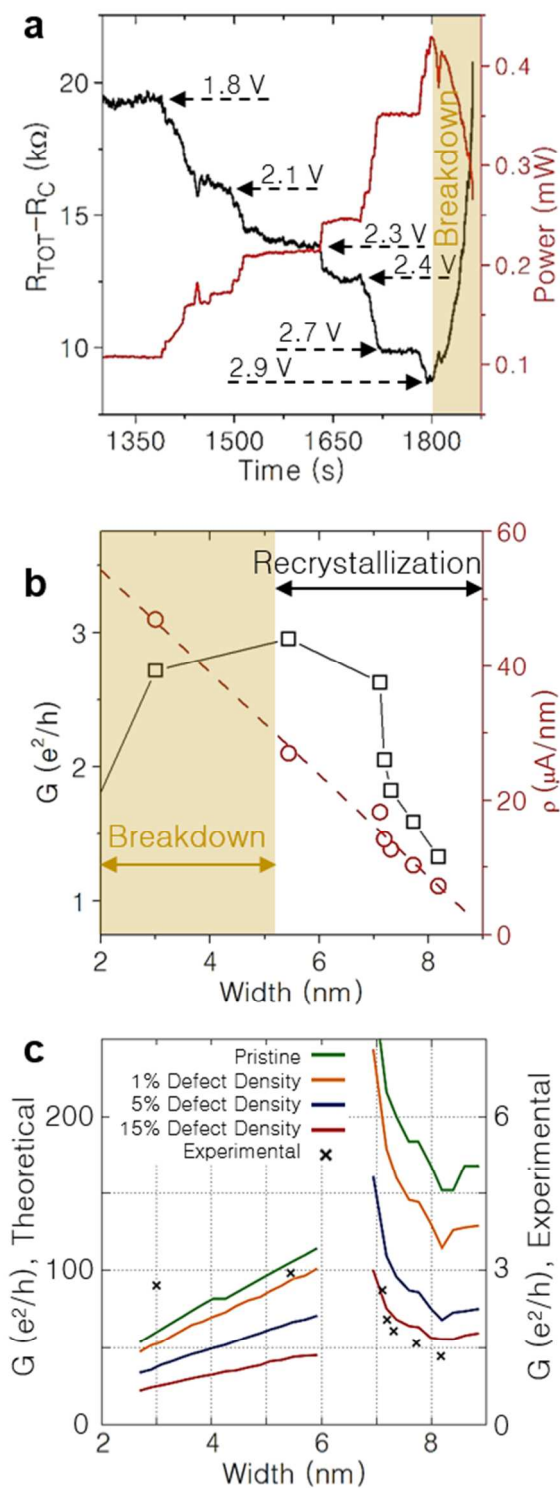 a
20
15
10
R_TOT-R_C (kΩ)
1.8 V
2.1 V
2.3 V
2.4 V
2.7 V
2.9 V
Breakdown
0.4
0.3
0.2
0.1
Power (mW)
1350 1500 1650 1800
Time (s)
b
3
2
1
G (e²/h)
Recrystallization
Breakdown
60
40
20
0
ρ (μA/nm)
2 4 6 8
Width (nm)
c
200
100
0
G (e²/h), Theoretical
Pristine
1% Defect Density
5% Defect Density
15% Defect Density
Experimental
6
3
0
G (e²/h), Experimental
2 4 6 8
Width (nm)